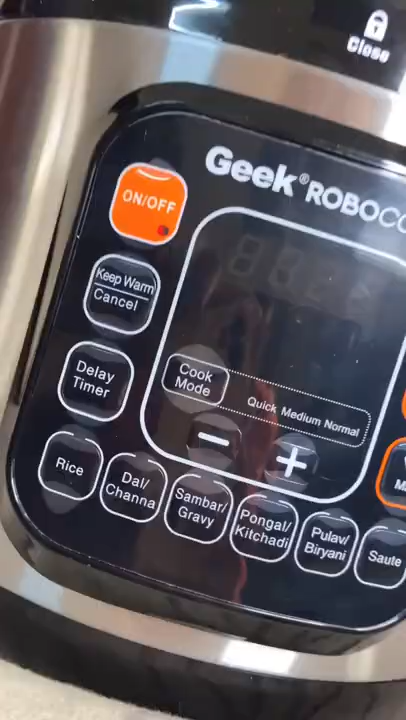 Close
Geek® ROBOCO
ON/OFF
Keep Warm
Cancel
Delay
Timer
Cook
Mode
Quick Medium Normal
−
+
Rice
Dal/
Channa
Sambar/
Gravy
Pongal/
Kitchadi
Pulav/
Biryani
Saute